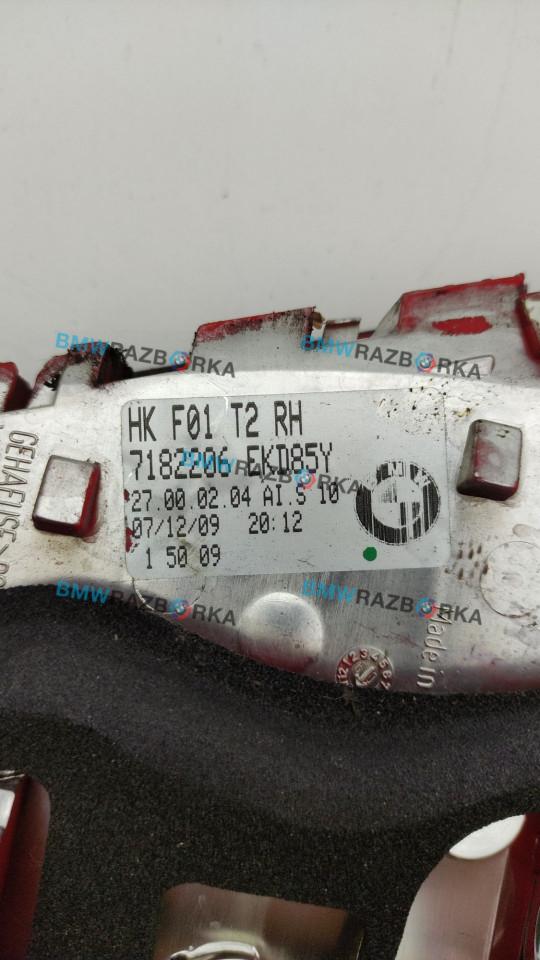 BMWRAZBORKA BMWRAZBORKA
HK F01 T2 RH
7182206 EKD85Y
27.00.02.04 AI.S 10
07/12/09 20:12
1 50 09
GEHAEUSE>
BMWRAZBORKA BMWRAZBORKA
Made in